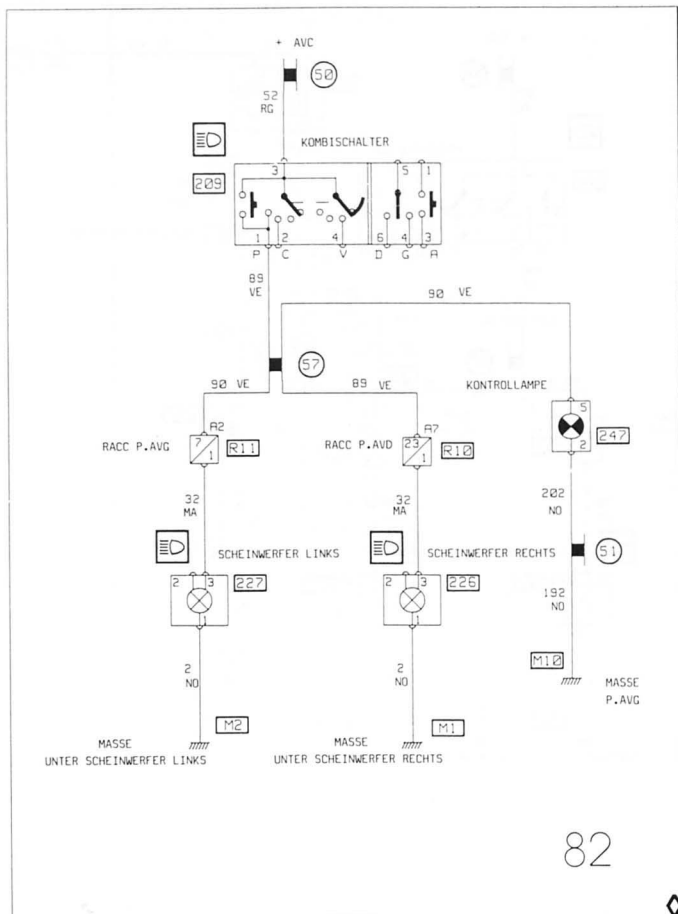 + AVC
50
52
RG
KOMBISCHALTER
209
3 5 1
1 2 4 6 4 3
P C V D G A
89
VE
90 VE
57
90 VE 89 VE
KONTROLLAMPE
5
2
247
RACC P.AVG
A2
7
1
R11
RACC P.AVD
A7
23
1
R10
202
NO
32
MA
32
MA
51
SCHEINWERFER LINKS
SCHEINWERFER RECHTS
2 3
1
227
2 3
1
226
192
NO
2
NO
2
NO
M10
MASSE
P.AVG
M2
M1
MASSE
UNTER SCHEINWERFER LINKS
MASSE
UNTER SCHEINWERFER RECHTS
82